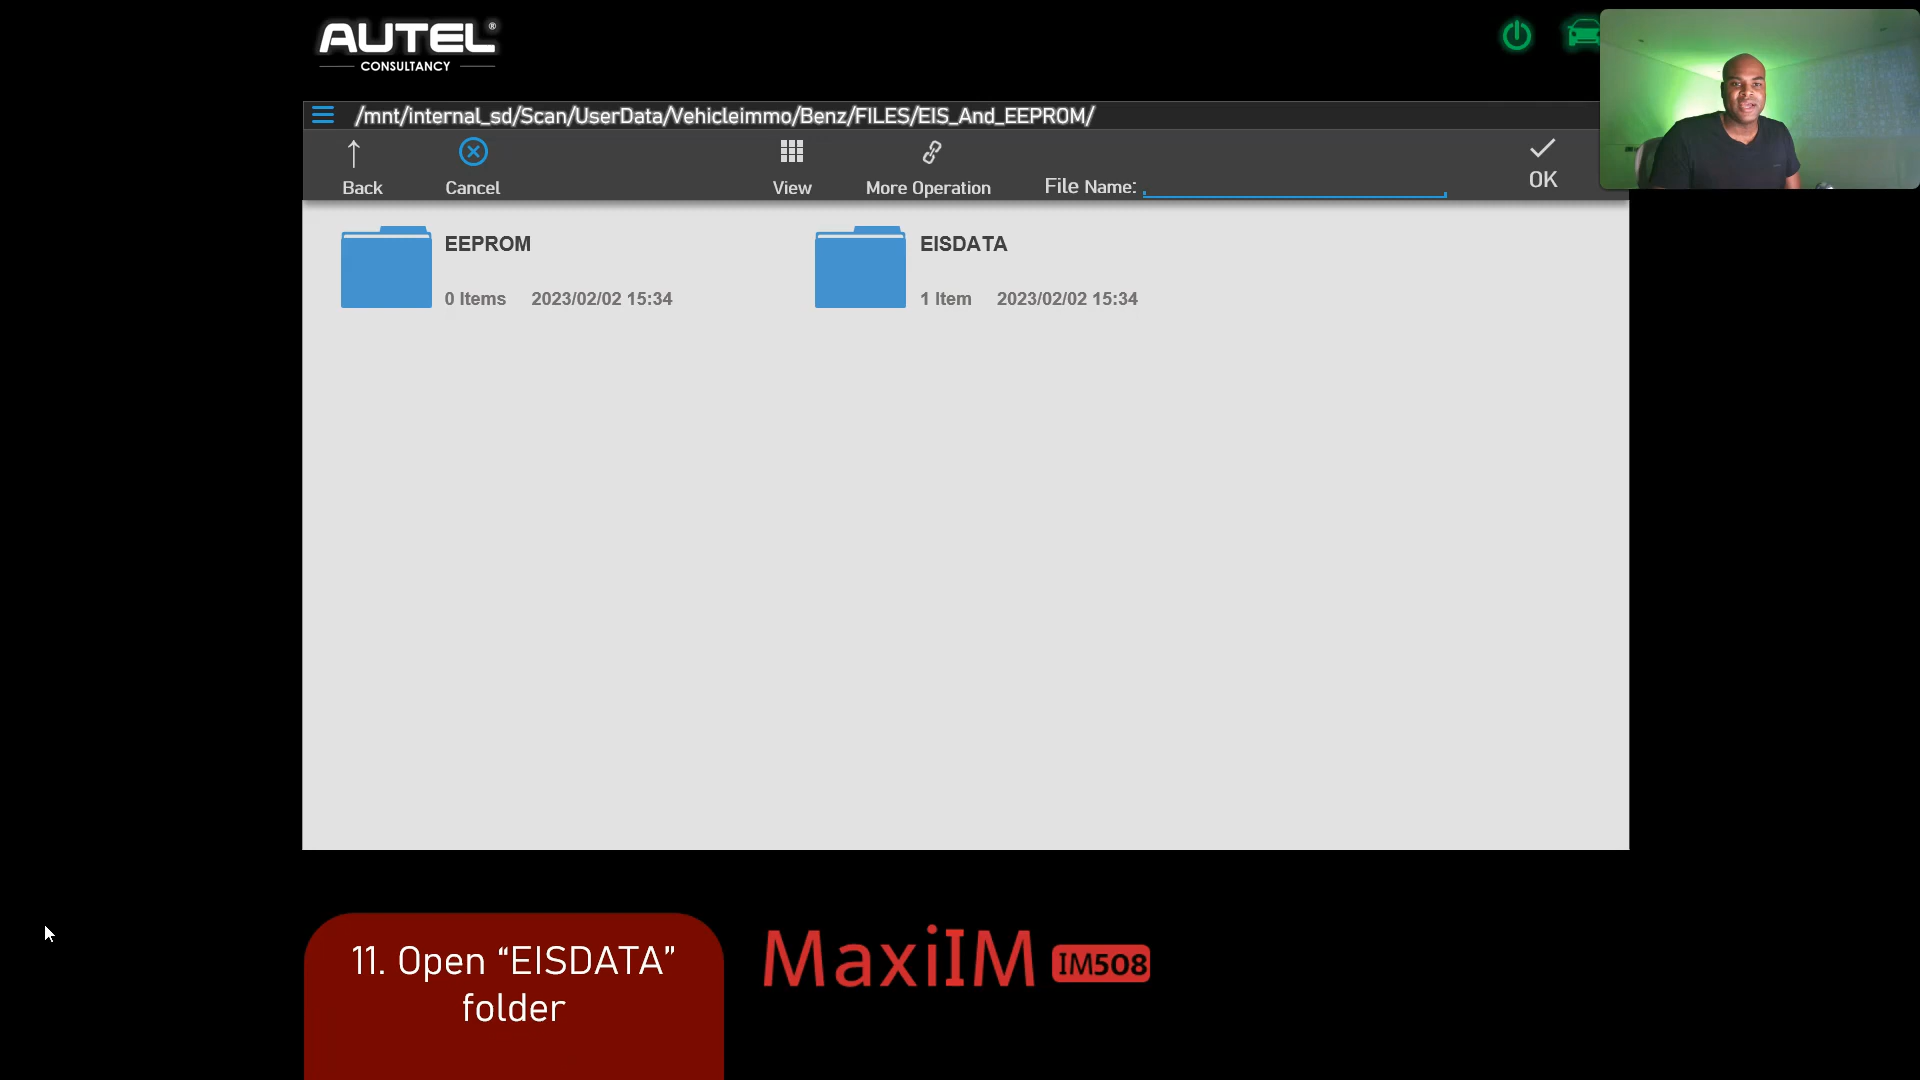 AUTEL®
CONSULTANCY
/mnt/internal_sd/Scan/UserData/Vehicleimmo/Benz/FILES/EIS_And_EEPROM/
Back Cancel View More Operation File Name: OK
EEPROM
0 Items 2023/02/02 15:34
EISDATA
1 Item 2023/02/02 15:34
11. Open “EISDATA”
folder
MaxiIM IM508